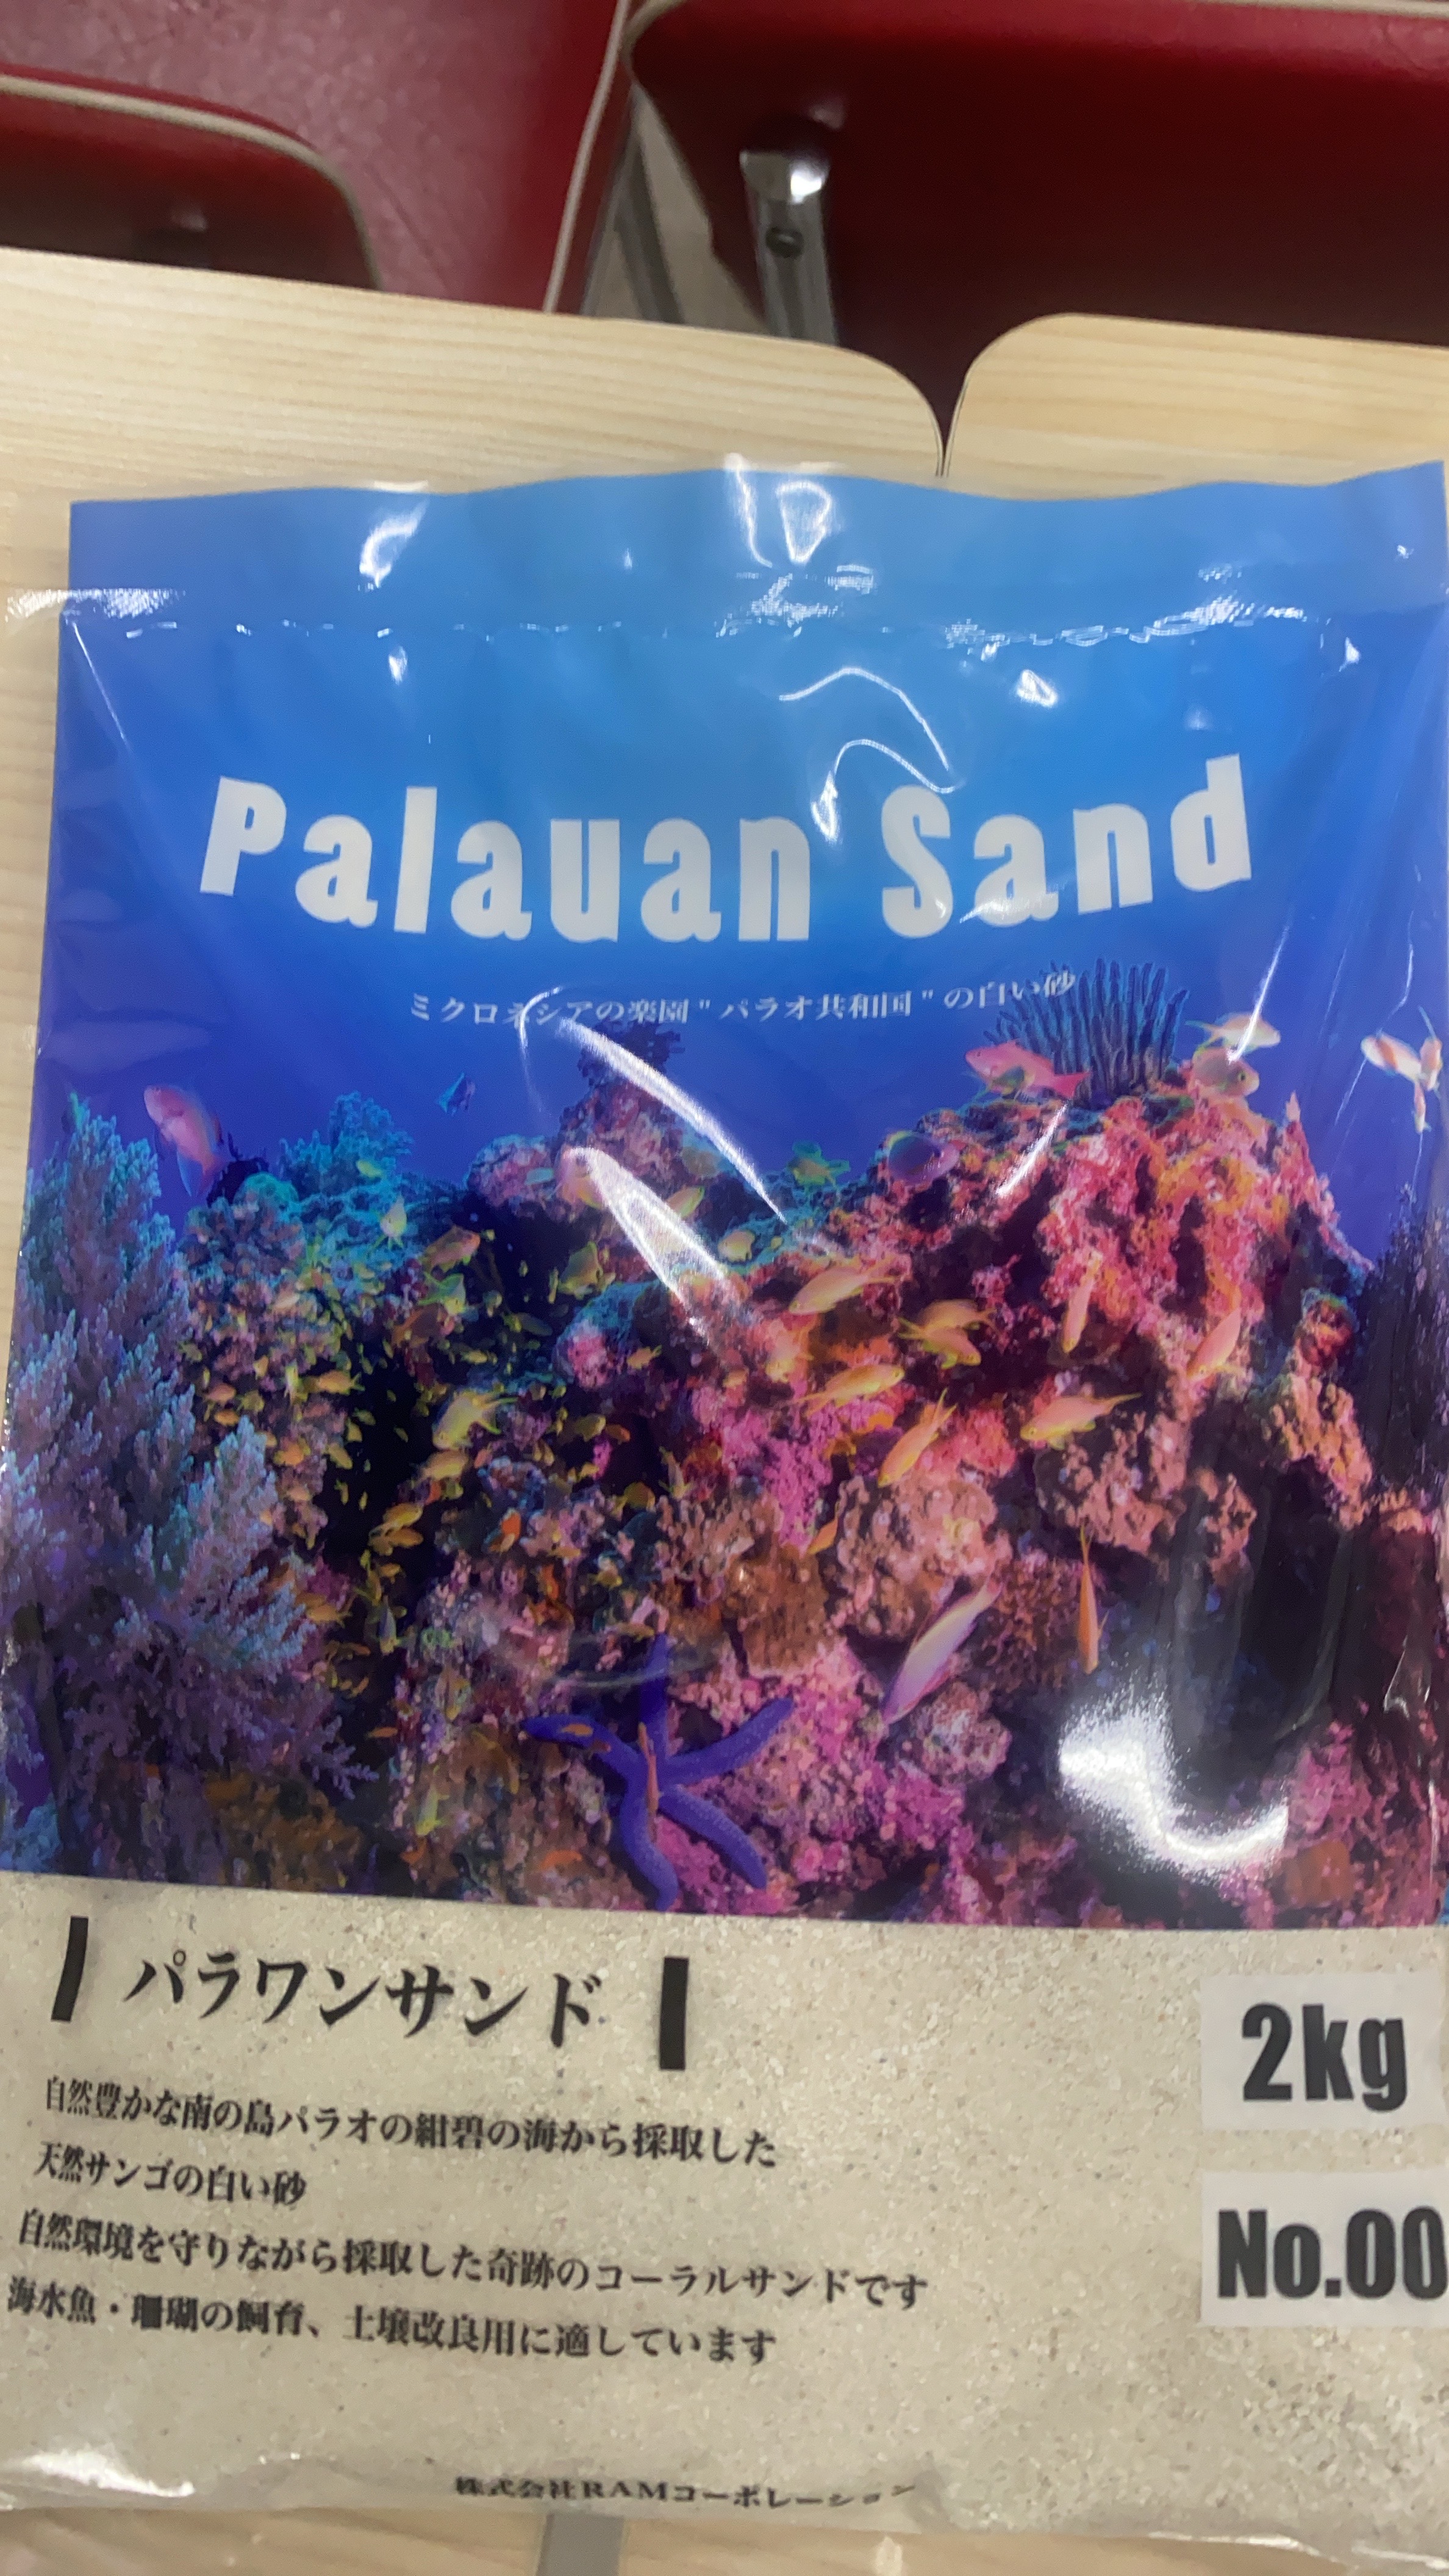 Palauan Sand
ミクロネシアの楽園"パラオ共和国"の白い砂
パラワンサンド
2kg
自然豊かな南の島パラオの紺碧の海から採取した
天然サンゴの白い砂
No.00
自然環境を守りながら採取した奇跡のコーラルサンドです
海水魚・珊瑚の飼育、土壌改良用に適しています
株式会社RAMコーポレーション